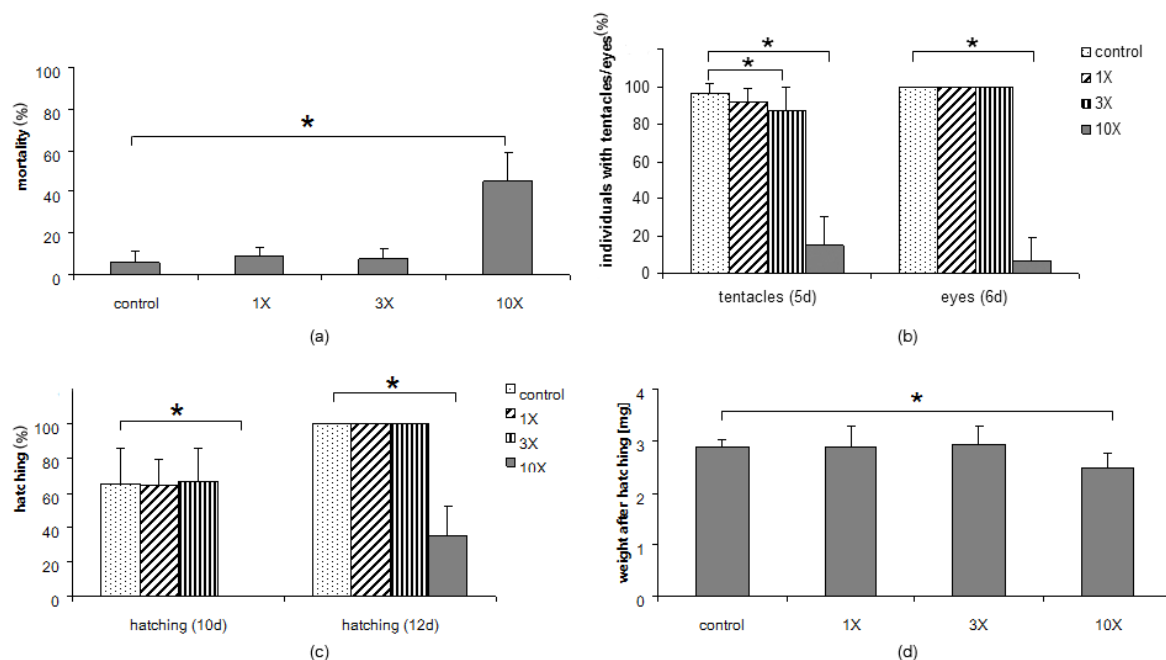 100
80
60
40
20
0
mortality (%)
*
control
1X
3X
10X
(a)
individuals with tentacles/eyes(%)
100
80
60
40
20
0
*
*
*
control
1X
3X
10X
tentacles (5d)
eyes (6d)
(b)
hatching (%)
100
80
60
40
20
0
*
*
control
1X
3X
10X
hatching (10d)
hatching (12d)
(c)
weight after hatching [mg]
4
3
2
1
0
*
control
1X
3X
10X
(d)